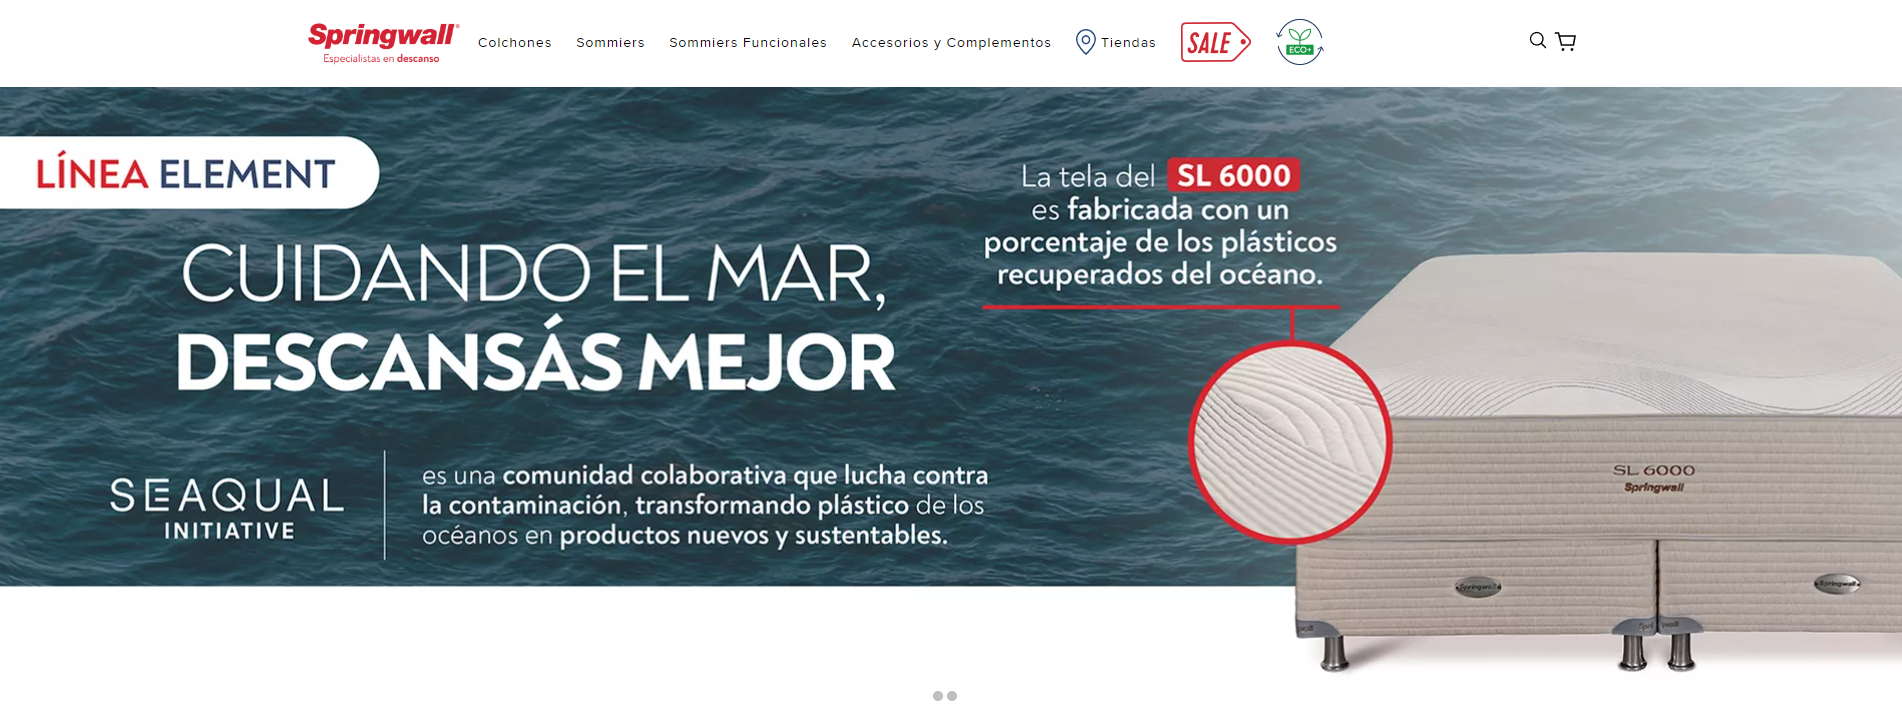 Springwall
Especialistas en descanso
Colchones
Sommiers
Sommiers Funcionales
Accesorios y Complementos
Tiendas
SALE
ECO+
LÍNEA ELEMENT
CUIDANDO EL MAR,
DESCANSÁS MEJOR
SEAQUAL
INITIATIVE
es una comunidad colaborativa que lucha contra
la contaminación, transformando plástico de los
océanos en productos nuevos y sustentables.
La tela del SL 6000
es fabricada con un
porcentaje de los plásticos
recuperados del océano.
SL 6000
Springwall
Springwall
Springwall